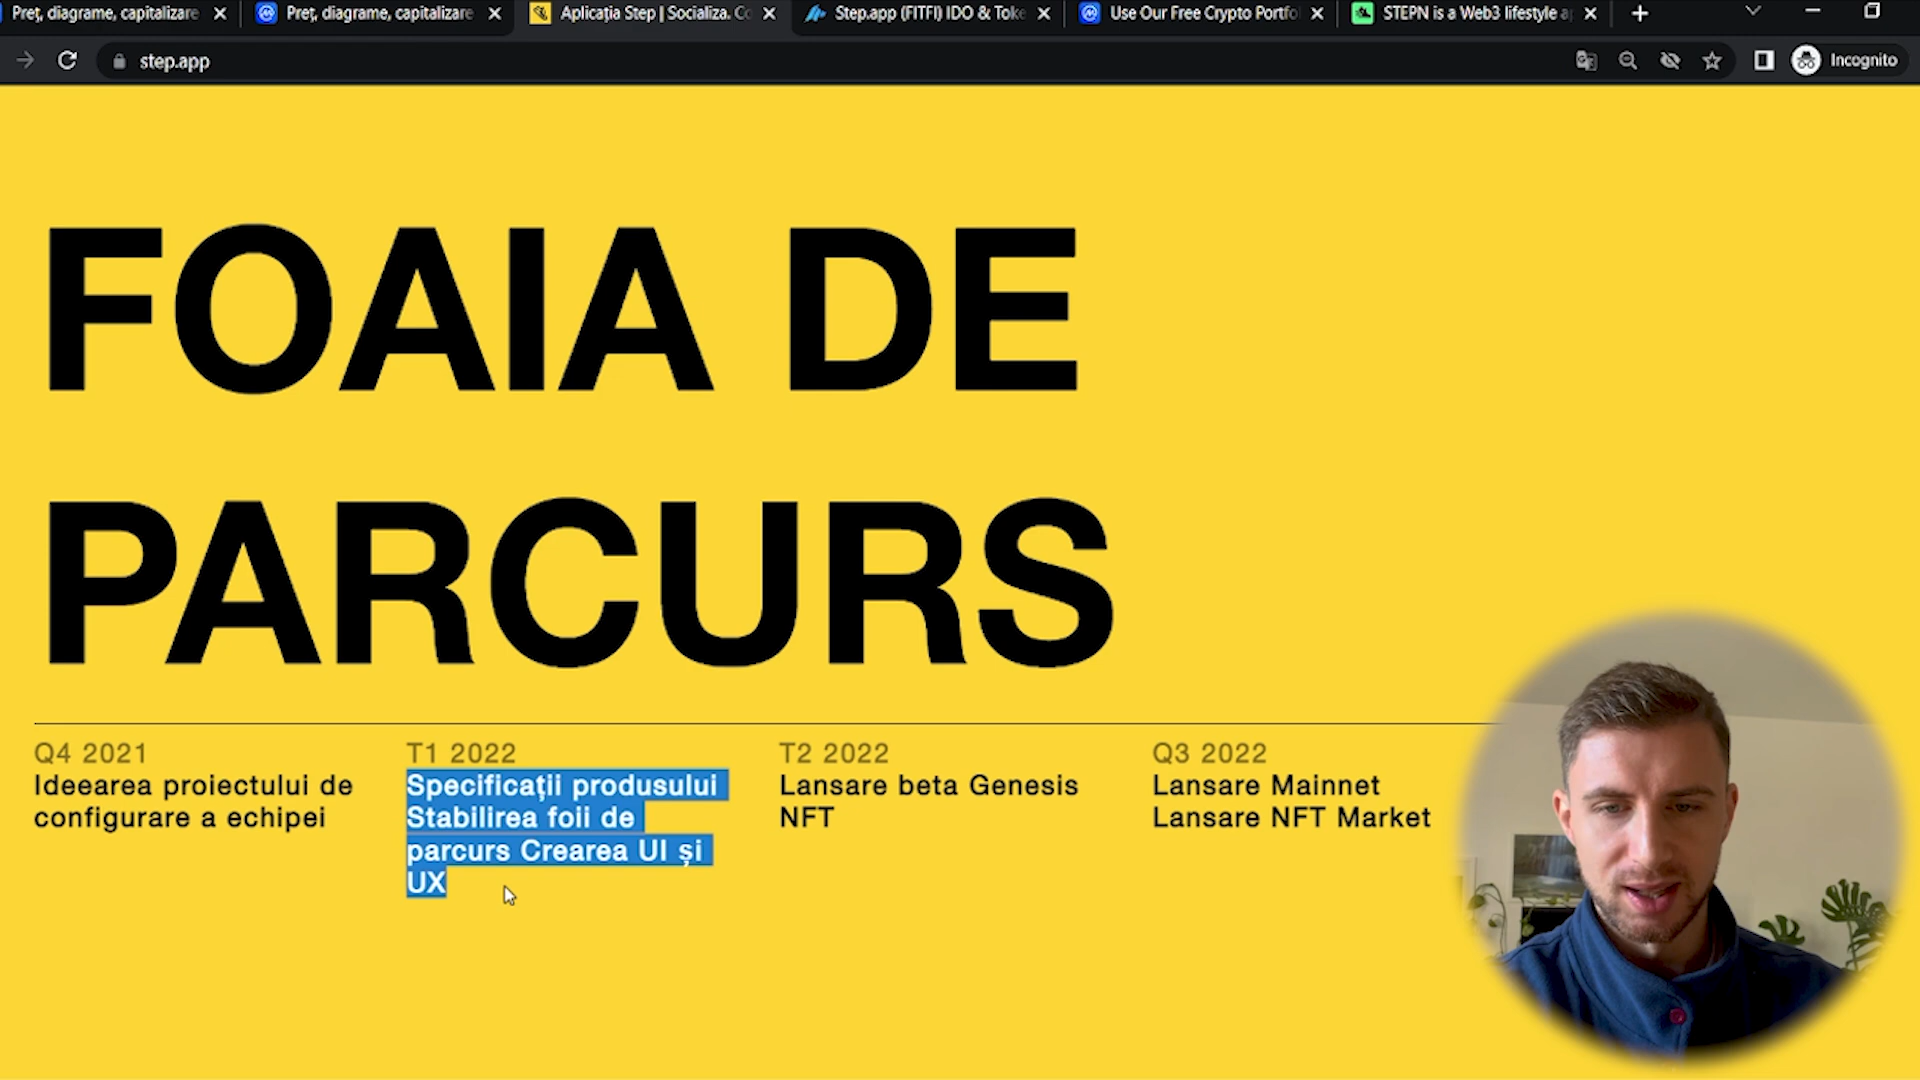 Preț, diagrame, capitalizare
Preț, diagrame, capitalizare
Aplicația Step | Socializa. Co
Step.app (FITFI) IDO & Toke
Use Our Free Crypto Portfo
STEPN is a Web3 lifestyle a
step.app
Incognito
FOAIA DE
PARCURS
Q4 2021
Ideearea proiectului de
configurare a echipei
T1 2022
Specificații produsului
Stabilirea foii de
parcurs Crearea UI și
UX
T2 2022
Lansare beta Genesis
NFT
Q3 2022
Lansare Mainnet
Lansare NFT Market